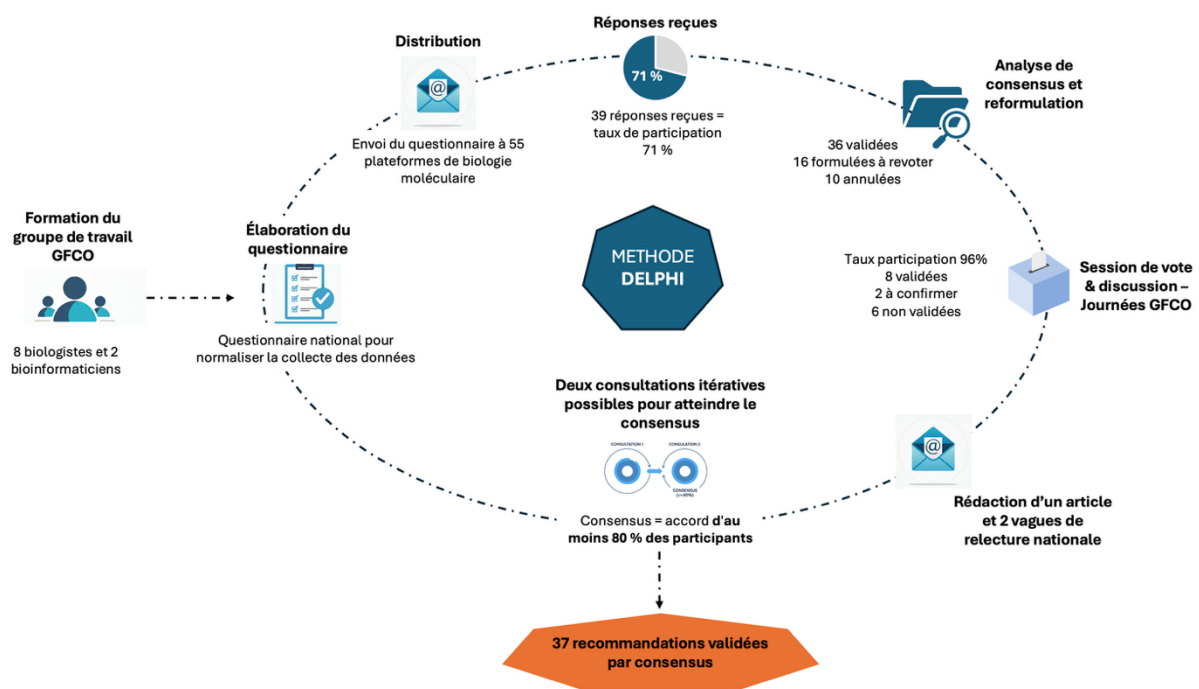 Formation du
groupe de travail
GFCO
8 biologistes et 2
bioinformaticiens
Élaboration du
questionnaire
Questionnaire national pour
normaliser la collecte des données
Distribution
@
Envoi du questionnaire à 55
plateformes de biologie
moléculaire
Réponses reçues
71 %
39 réponses reçues =
taux de participation
71 %
Analyse de
consensus et
reformulation
36 validées
16 formulées à revoter
10 annulées
METHODE
DELPHI
Taux participation 96%
8 validées
2 à confirmer
6 non validées
Session de vote
& discussion –
Journées GFCO
@
Rédaction d’un article
et 2 vagues de
relecture nationale
Deux consultations itératives
possibles pour atteindre le
consensus
CONSULTATION 1
CONSULATION 2
CONSENSUS
Consensus = accord d'au
moins 80 % des participants
37 recommandations validées
par consensus